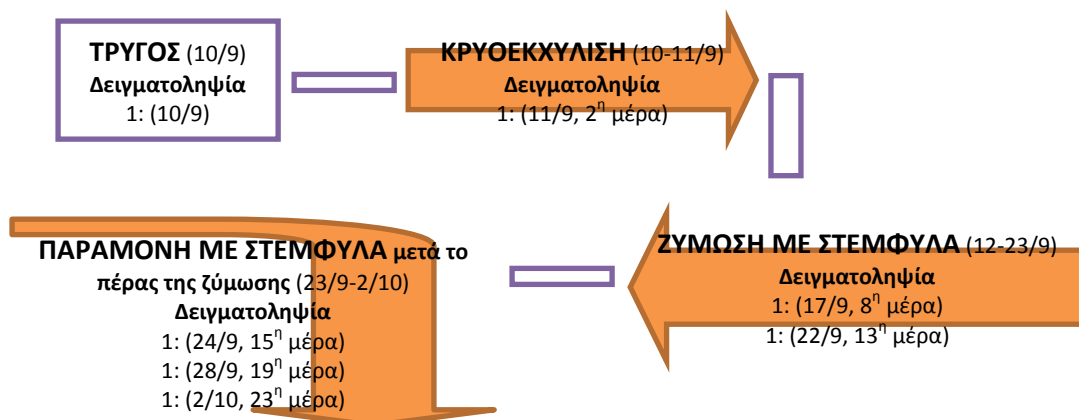 ΤΡΥΓΟΣ (10/9)
Δειγματοληψία
1: (10/9)
ΚΡΥΟΕΚΧΥΛΙΣΗ (10-11/9)
Δειγματοληψία
1: (11/9, 2η μέρα)
ΖΥΜΩΣΗ ΜΕ ΣΤΕΜΦΥΛΑ (12-23/9)
Δειγματοληψία
1: (17/9, 8η μέρα)
1: (22/9, 13η μέρα)
ΠΑΡΑΜΟΝΗ ΜΕ ΣΤΕΜΦΥΛΑ μετά το
πέρας της ζύμωσης (23/9-2/10)
Δειγματοληψία
1: (24/9, 15η μέρα)
1: (28/9, 19η μέρα)
1: (2/10, 23η μέρα)